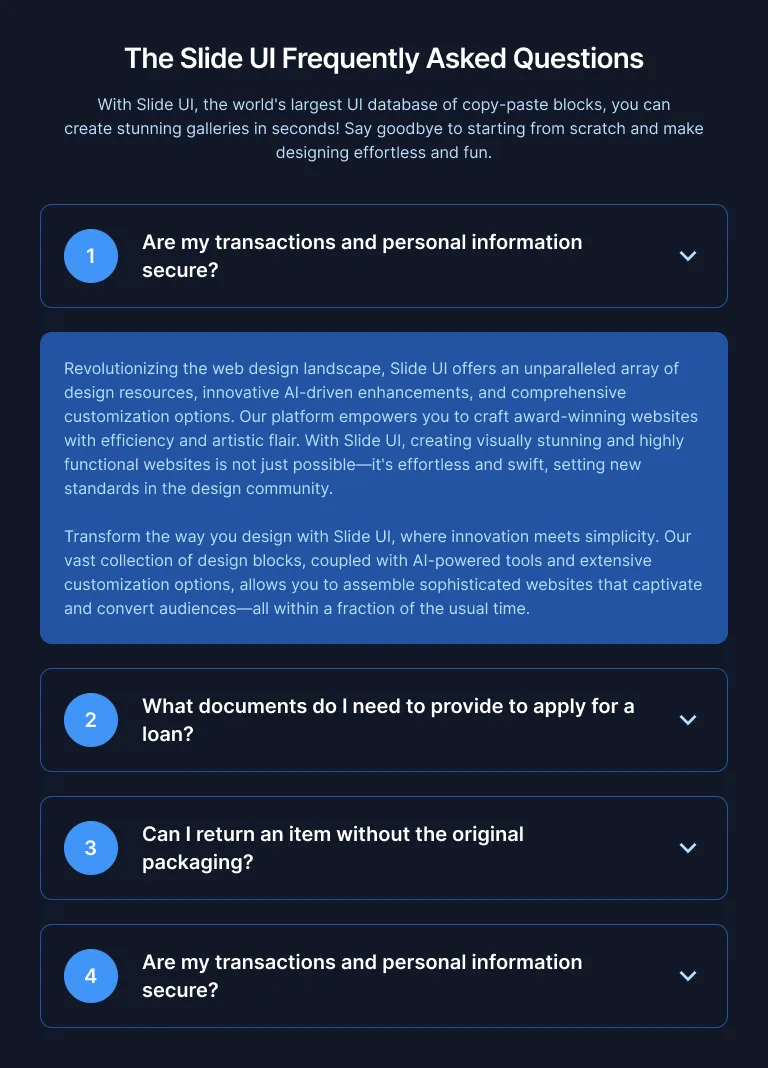 The Slide UI Frequently Asked Questions
With Slide UI, the world's largest UI database of copy-paste blocks, you can
create stunning galleries in seconds! Say goodbye to starting from scratch and make
designing effortless and fun.
1
Are my transactions and personal information
secure?
Revolutionizing the web design landscape, Slide UI offers an unparalleled array of
design resources, innovative AI-driven enhancements, and comprehensive
customization options. Our platform empowers you to craft award-winning websites
with efficiency and artistic flair. With Slide UI, creating visually stunning and highly
functional websites is not just possible—it's effortless and swift, setting new
standards in the design community.
Transform the way you design with Slide UI, where innovation meets simplicity. Our
vast collection of design blocks, coupled with AI-powered tools and extensive
customization options, allows you to assemble sophisticated websites that captivate
and convert audiences—all within a fraction of the usual time.
2
What documents do I need to provide to apply for a
loan?
3
Can I return an item without the original
packaging?
4
Are my transactions and personal information
secure?